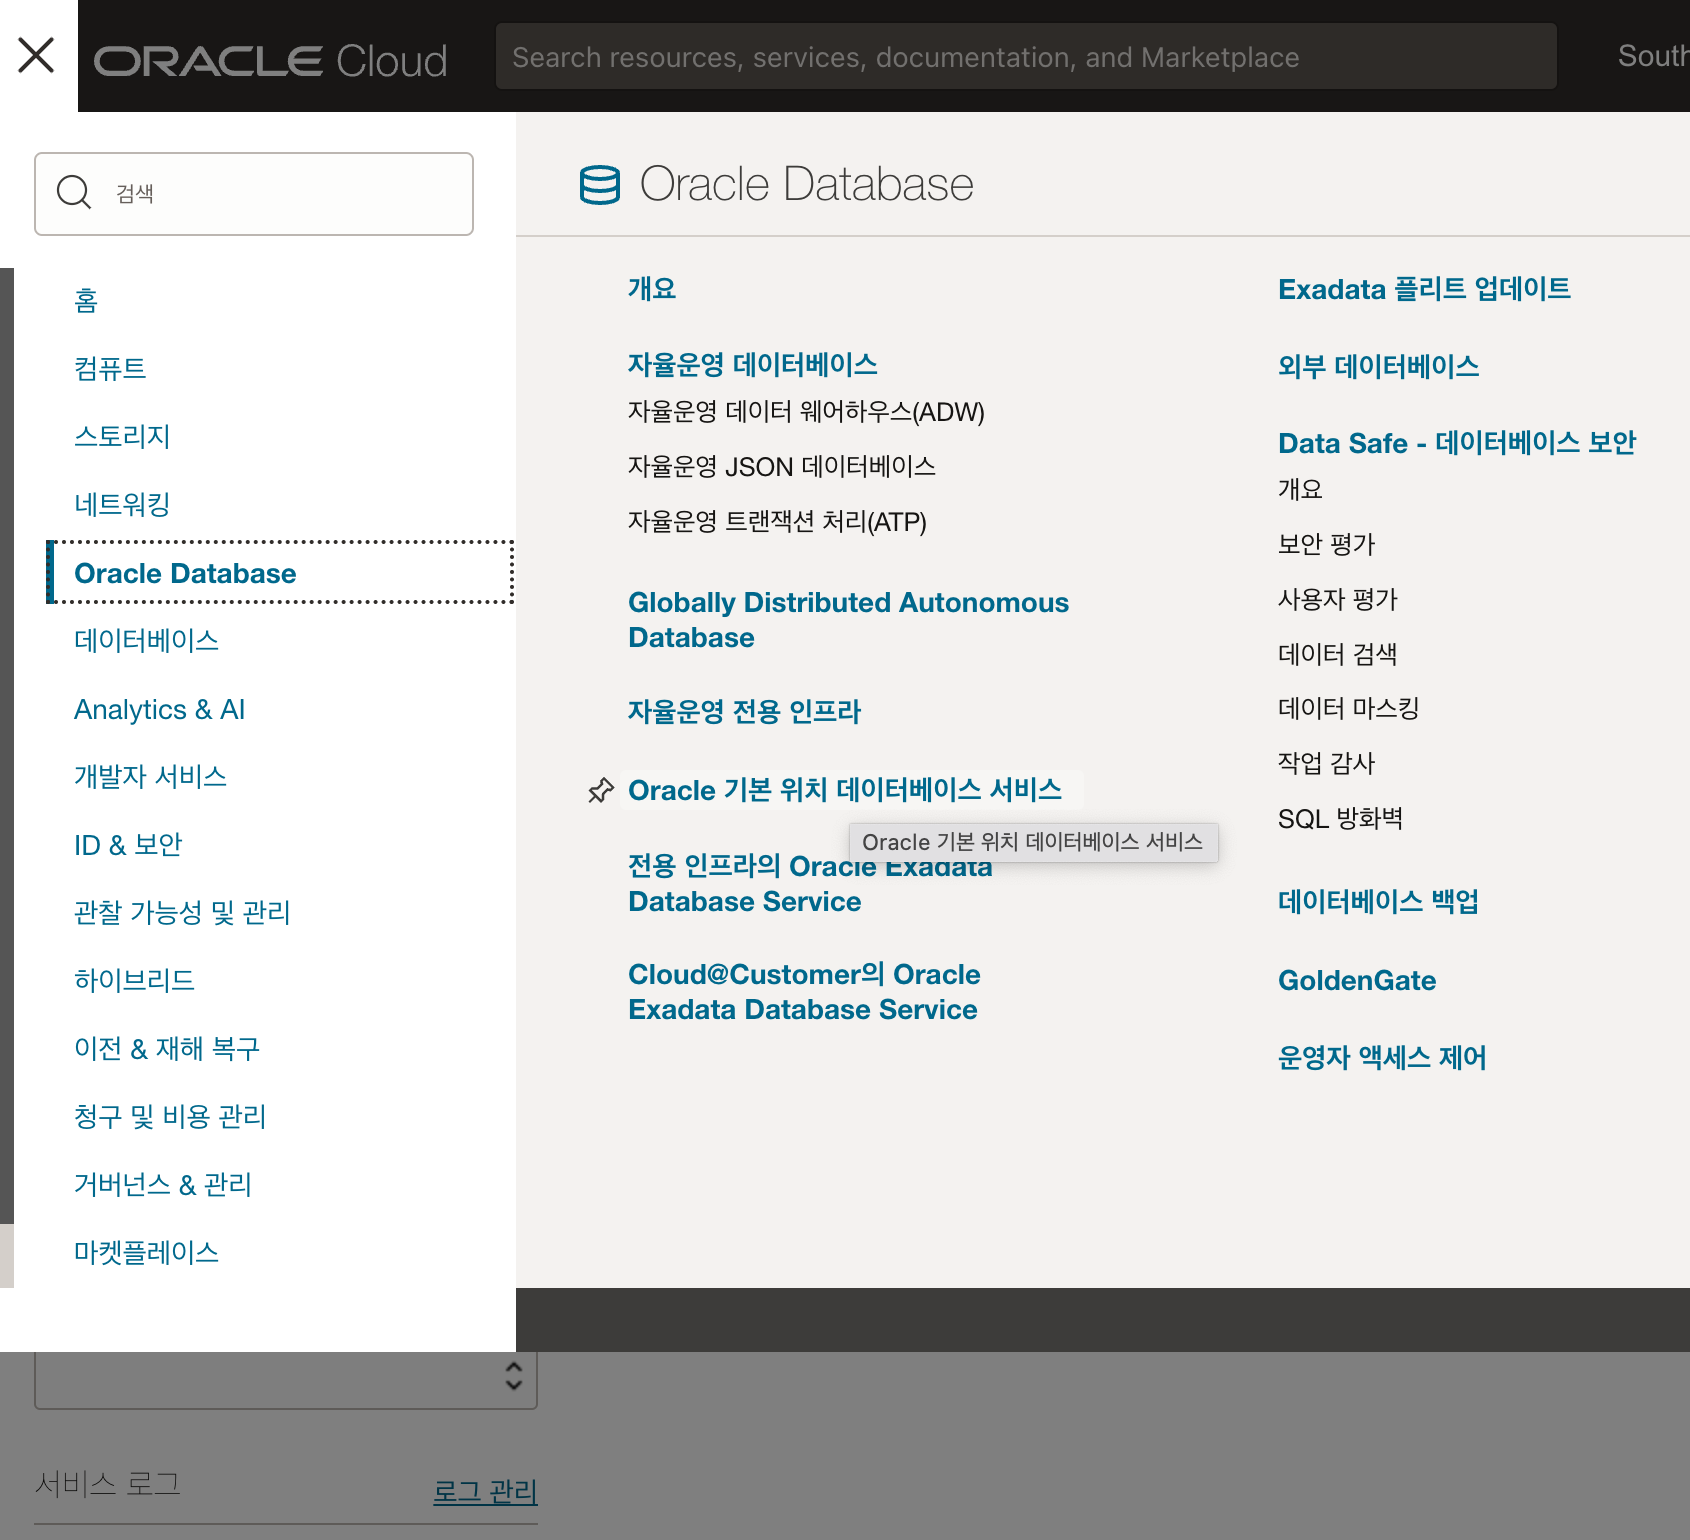 ORACLE Cloud
Search resources, services, documentation, and Marketplace
South
검색
홈
컴퓨트
스토리지
네트워킹
Oracle Database
데이터베이스
Analytics & AI
개발자 서비스
ID & 보안
관찰 가능성 및 관리
하이브리드
이전 & 재해 복구
청구 및 비용 관리
거버넌스 & 관리
마켓플레이스
Oracle Database
개요
자율운영 데이터베이스
자율운영 데이터 웨어하우스(ADW)
자율운영 JSON 데이터베이스
자율운영 트랜잭션 처리(ATP)
Globally Distributed Autonomous
Database
자율운영 전용 인프라
Oracle 기본 위치 데이터베이스 서비스
Oracle 기본 위치 데이터베이스 서비스
전용 인프라의 Oracle Exadata
Database Service
Cloud@Customer의 Oracle
Exadata Database Service
Exadata 플리트 업데이트
외부 데이터베이스
Data Safe - 데이터베이스 보안
개요
보안 평가
사용자 평가
데이터 검색
데이터 마스킹
작업 감사
SQL 방화벽
데이터베이스 백업
GoldenGate
운영자 액세스 제어
서비스 로그
로그 관리